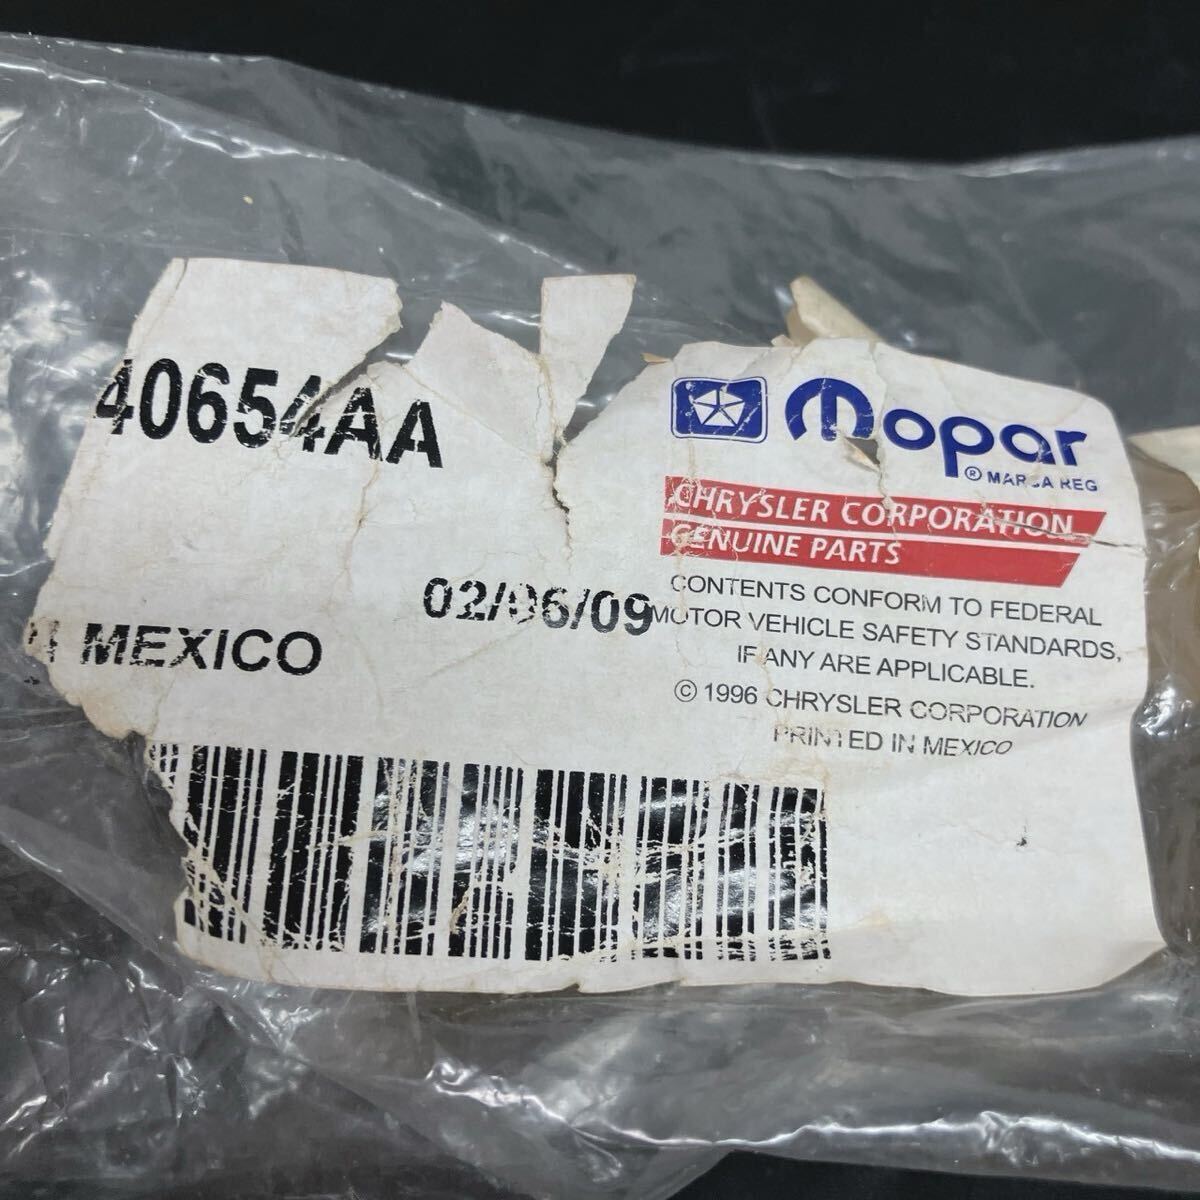 40654AA
Mopar
® MARCA REG
CHRYSLER CORPORATION
GENUINE PARTS
02/06/09
CONTENTS CONFORM TO FEDERAL
MOTOR VEHICLE SAFETY STANDARDS,
IF ANY ARE APPLICABLE.
MEXICO
© 1996 CHRYSLER CORPORATION
PRINTED IN MEXICO